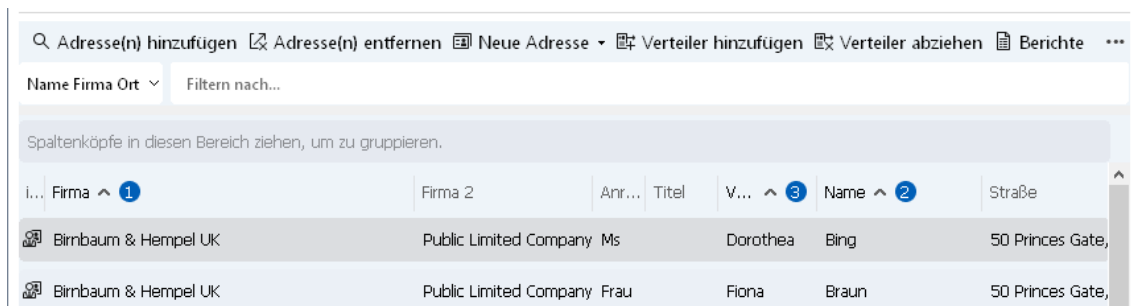 Adresse(n) hinzufügen Adresse(n) entfernen Neue Adresse Verteiler hinzufügen Verteiler abziehen Berichte ...
Name Firma Ort Filtern nach...
Spaltenköpfe in diesen Bereich ziehen, um zu gruppieren.
i... Firma 1 Firma 2 Anr... Titel V... 3 Name 2 Straße
Birnbaum & Hempel UK Public Limited Company Ms Dorothea Bing 50 Princes Gate,
Birnbaum & Hempel UK Public Limited Company Frau Fiona Braun 50 Princes Gate,